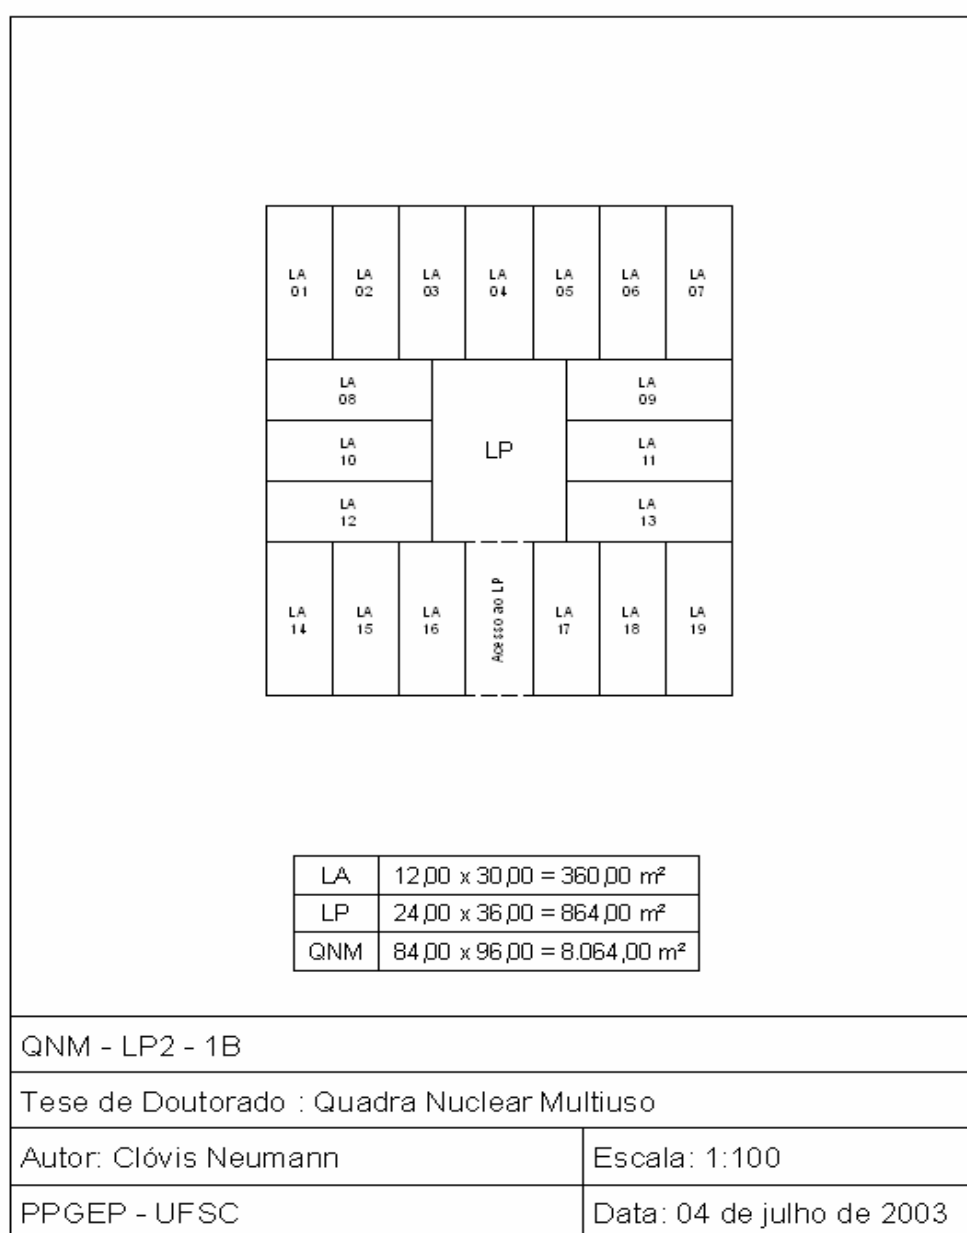 LA
01
LA
02
LA
03
LA
04
LA
05
LA
06
LA
07
LA
08
LA
09
LA
10
LP
LA
11
LA
12
LA
13
LA
14
LA
15
LA
16
Acesso ao LP
LA
17
LA
18
LA
19
LA 12,00 x 30,00 = 360,00 m²
LP 24,00 x 36,00 = 864,00 m²
QNM 84,00 x 96,00 = 8.064,00 m²
QNM - LP2 - 1B
Tese de Doutorado : Quadra Nuclear Multiuso
Autor: Clóvis Neumann
Escala: 1:100
PPGEP - UFSC
Data: 04 de julho de 2003